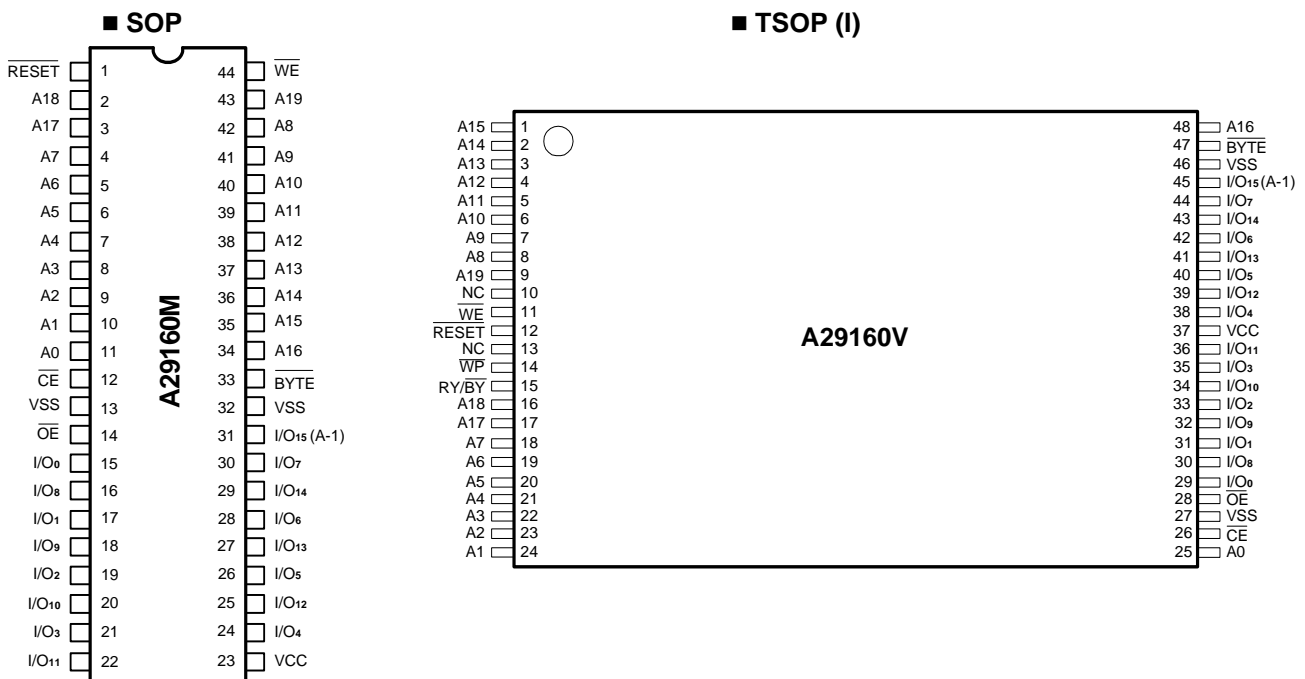 ■ SOP
RESET 1 44 WE
A18 2 43 A19
A17 3 42 A8
A7 4 41 A9
A6 5 40 A10
A5 6 39 A11
A4 7 38 A12
A3 8 37 A13
A2 9 36 A14
A1 10 35 A15
A0 11 34 A16
CE 12 33 BYTE
VSS 13 32 VSS
OE 14 31 I/O15 (A-1)
I/O0 15 30 I/O7
I/O8 16 29 I/O14
I/O1 17 28 I/O6
I/O9 18 27 I/O13
I/O2 19 26 I/O5
I/O10 20 25 I/O12
I/O3 21 24 I/O4
I/O11 22 23 VCC
A29160M
■ TSOP (I)
A15 1 48 A16
A14 2 47 BYTE
A13 3 46 VSS
A12 4 45 I/O15 (A-1)
A11 5 44 I/O7
A10 6 43 I/O14
A9 7 42 I/O6
A8 8 41 I/O13
A19 9 40 I/O5
NC 10 39 I/O12
WE 11 38 I/O4
RESET 12 37 VCC
NC 13 36 I/O11
WP 14 35 I/O3
RY/BY 15 34 I/O10
A18 16 33 I/O2
A17 17 32 I/O9
A7 18 31 I/O1
A6 19 30 I/O8
A5 20 29 I/O0
A4 21 28 OE
A3 22 27 VSS
A2 23 26 CE
A1 24 25 A0
A29160V